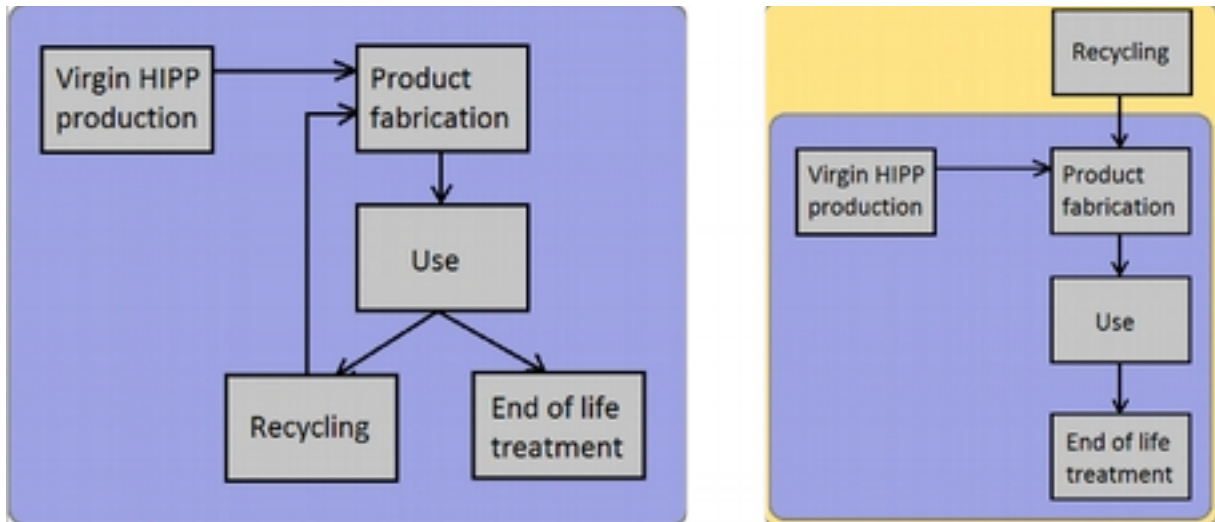 Virgin HIPP
production
Product
fabrication
Use
Recycling
End of life
treatment
Recycling
Virgin HIPP
production
Product
fabrication
Use
End of life
treatment